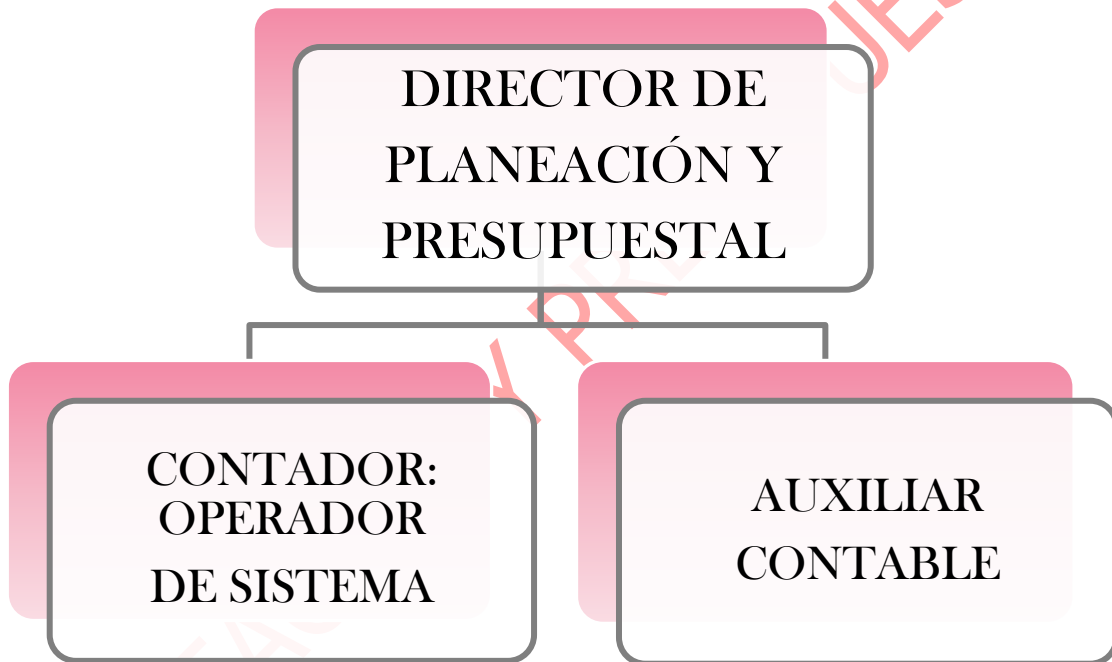 DIRECTOR DE
PLANEACIÓN Y
PRESUPUESTAL
CONTADOR:
OPERADOR
DE SISTEMA
AUXILIAR
CONTABLE